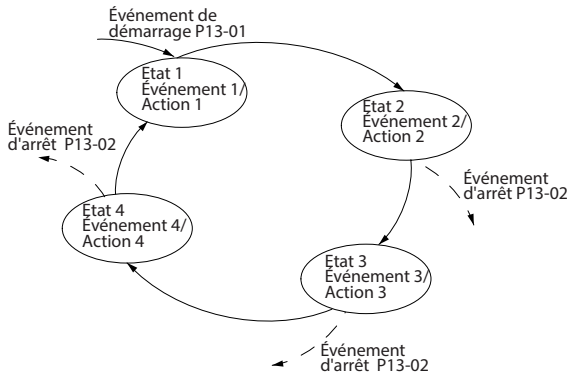 Événement de
démarrage P13-01
Etat 1
Événement 1/
Action 1
Etat 2
Événement 2/
Action 2
Événement
d'arrêt P13-02
Événement
d'arrêt P13-02
Etat 4
Événement 4/
Action 4
Etat 3
Événement 3/
Action 3
Événement
d'arrêt P13-02